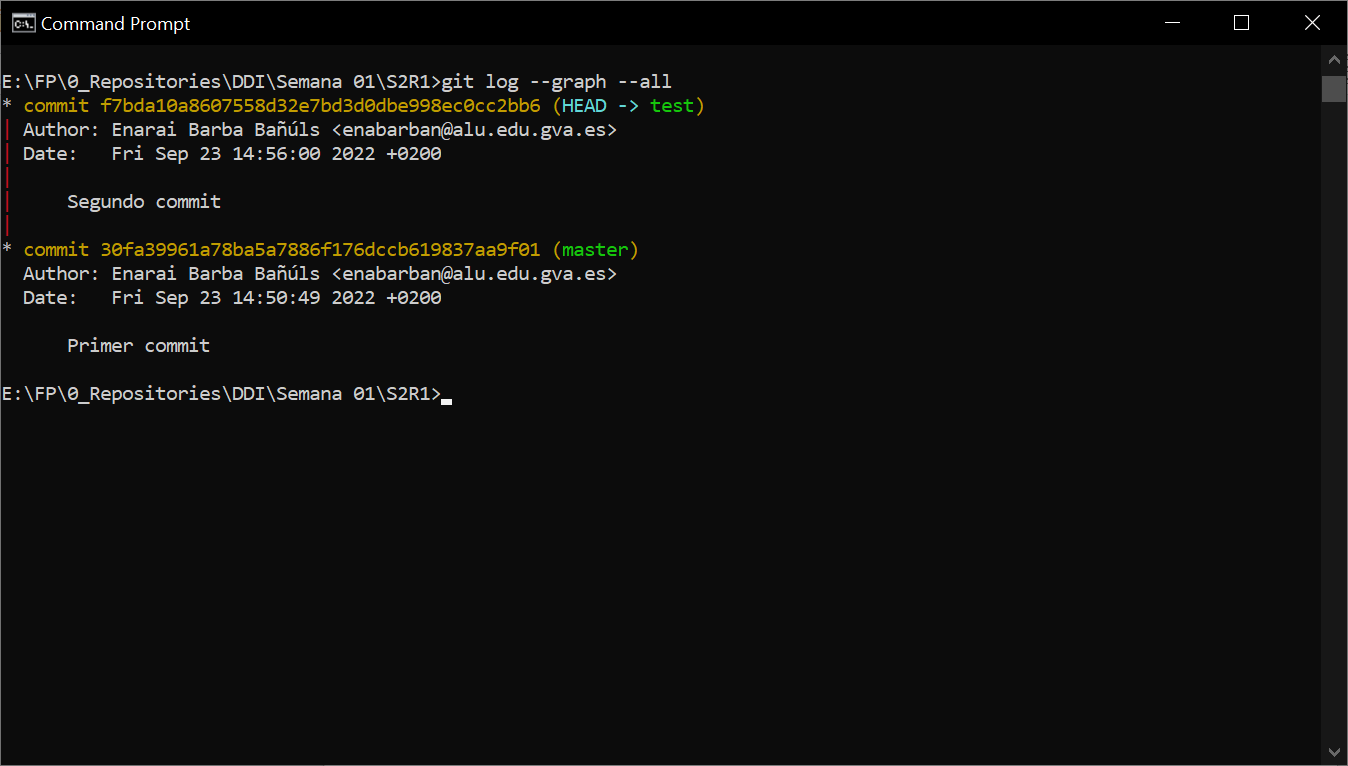 Command Prompt
E:\FP\0_Repositories\DDI\Semana 01\S2R1>git log --graph --all
* commit f7bda10a8607558d32e7bd3d0dbe998ec0cc2bb6 (HEAD -> test)
| Author: Enarai Barba Bañúls <enabarban@alu.edu.gva.es>
| Date:   Fri Sep 23 14:56:00 2022 +0200
|
|     Segundo commit
|
* commit 30fa39961a78ba5a7886f176dccb619837aa9f01 (master)
  Author: Enarai Barba Bañúls <enabarban@alu.edu.gva.es>
  Date:   Fri Sep 23 14:50:49 2022 +0200

      Primer commit

E:\FP\0_Repositories\DDI\Semana 01\S2R1>